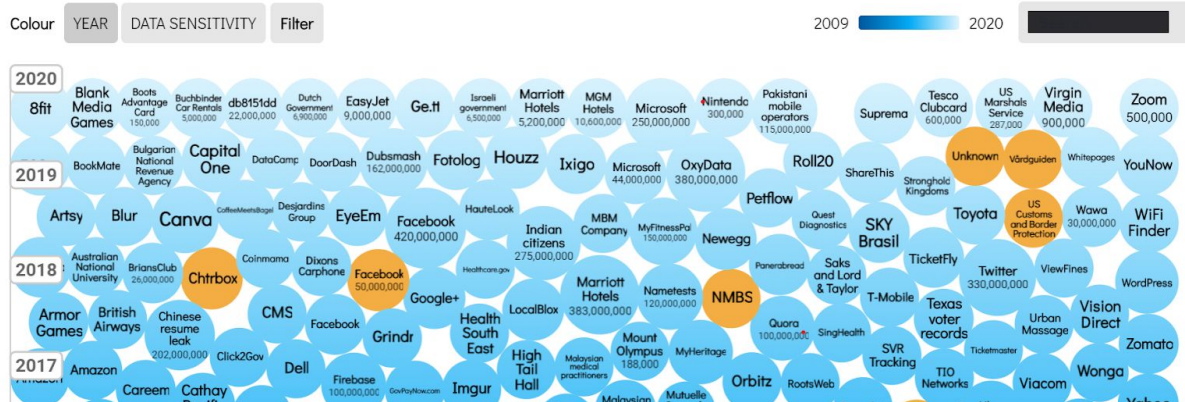 Colour YEAR DATA SENSITIVITY Filter 2009 2020
2020
8fit
Blank
Media
Games
Boots
Advantage
Card
150,000
Buchbinder
Car Rentals
5,000,000
db8151dd
22,000,000
Dutch
Government
6,900,000
EasyJet
9,000,000
Ge.tt
Israeli
government
6,500,000
Marriott
Hotels
5,200,000
MGM
Hotels
10,600,000
Microsoft
250,000,000
Nintendo
300,000
Pakistani
mobile
operators
115,000,000
Suprema
Tesco
Clubcard
600,000
US
Marshals
Service
287,000
Virgin
Media
900,000
Zoom
500,000
2019
BookMate
Bulgarian
National
Revenue
Agency
Capital
One
DataCamp
DoorDash
Dubsmash
162,000,000
Fotolog
Houzz
Ixigo
Microsoft
44,000,000
OxyData
380,000,000
Roll20
ShareThis
Stronghold
Kingdoms
Unknown
Vårdguiden
Whitepages
YouNow
Artsy
Blur
Canva
CoffeeMeetsBagel
Desjardins
Group
EyeEm
Facebook
420,000,000
HauteLook
Indian
citizens
275,000,000
MBM
Company
MyFitnessPal
150,000,000
Newegg
Petflow
Quest
Diagnostics
SKY
Brasil
Toyota
US
Customs
and Border
Protection
Wawa
30,000,000
WiFi
Finder
2018
Australian
National
University
BriansClub
26,000,000
Chtrbox
Coinmama
Dixons
Carphone
Facebook
50,000,000
Google+
Healthcare.gov
Marriott
Hotels
383,000,000
Nametests
120,000,000
NMBS
Panerabread
Saks
and Lord
& Taylor
TicketFly
Twitter
330,000,000
ViewFines
WordPress
Armor
Games
British
Airways
Chinese
resume
leak
202,000,000
CMS
Facebook
Grindr
Health
South
East
LocalBlox
Mount
Olympus
188,000
MyHeritage
Quora
100,000,000
SingHealth
T-Mobile
SVR
Tracking
Texas
voter
records
Ticketmaster
Urban
Massage
Vision
Direct
Zomato
2017
Amazon
Amazon
Careem
Cathay
Click2Gov
Dell
Firebase
100,000,000
GovPayNow.com
Imgur
High
Tail
Hall
Malaysian
medical
practitioners
Malaysian
Mutuelle
Orbitz
RootsWeb
TIO
Networks
Viacom
Wonga
Yahoo